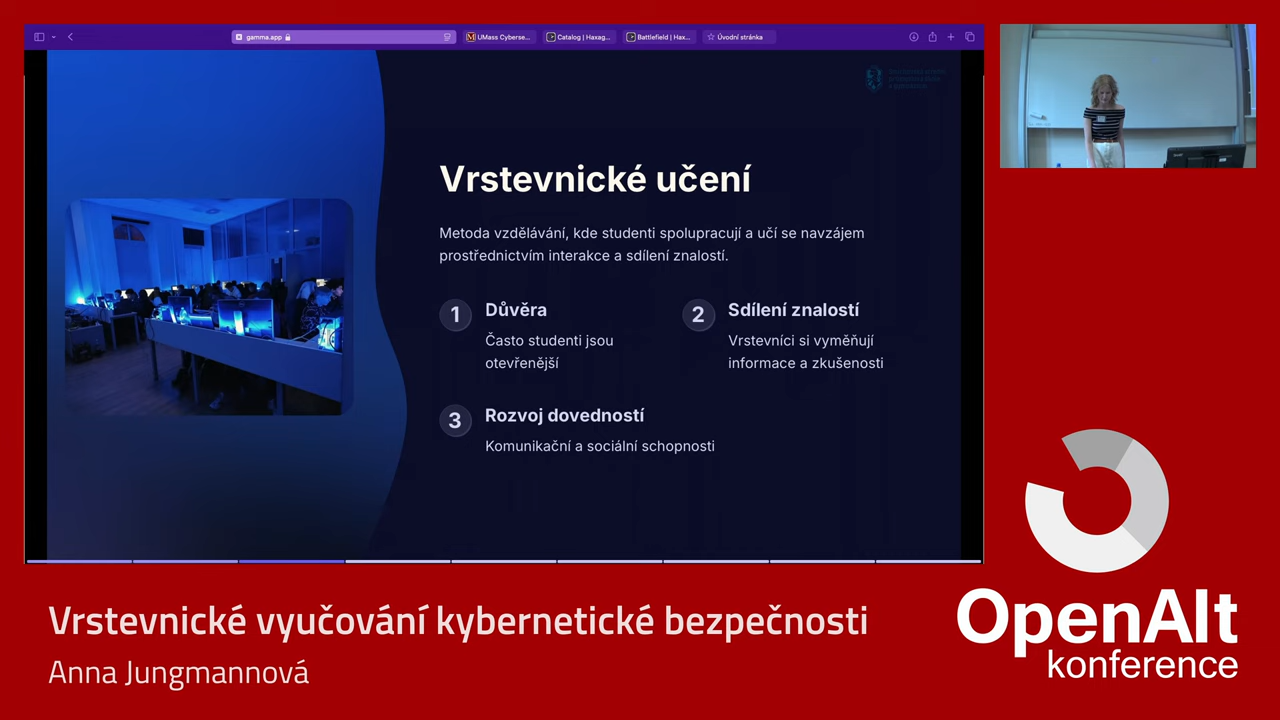 gamma.app
UMass Cyberse...
Catalog | Haxag...
Battlefield | Hax...
Úvodní stránka
Vrstevnické učení
Metoda vzdělávání, kde studenti spolupracují a učí se navzájem
prostřednictvím interakce a sdílení znalostí.
1
Důvěra
Často studenti jsou
otevřenější
2
Sdílení znalostí
Vrstevníci si vyměňují
informace a zkušenosti
3
Rozvoj dovedností
Komunikační a sociální schopnosti
Vrstevnické vyučování kybernetické bezpečnosti
Anna Jungmannová
OpenAlt
konference